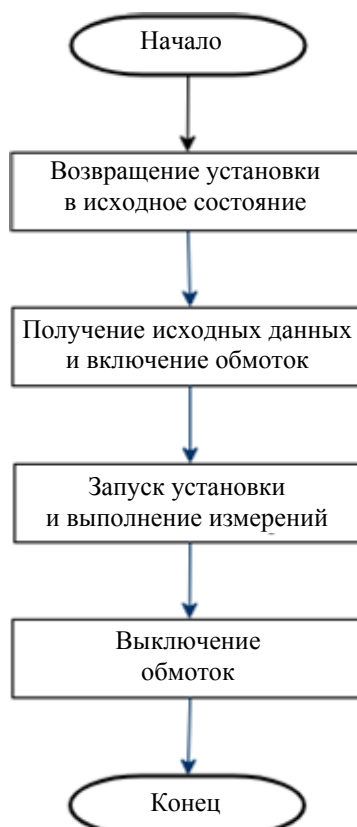 Начало
Возвращение установки
в исходное состояние
Получение исходных данных
и включение обмоток
Запуск установки
и выполнение измерений
Выключение
обмоток
Конец